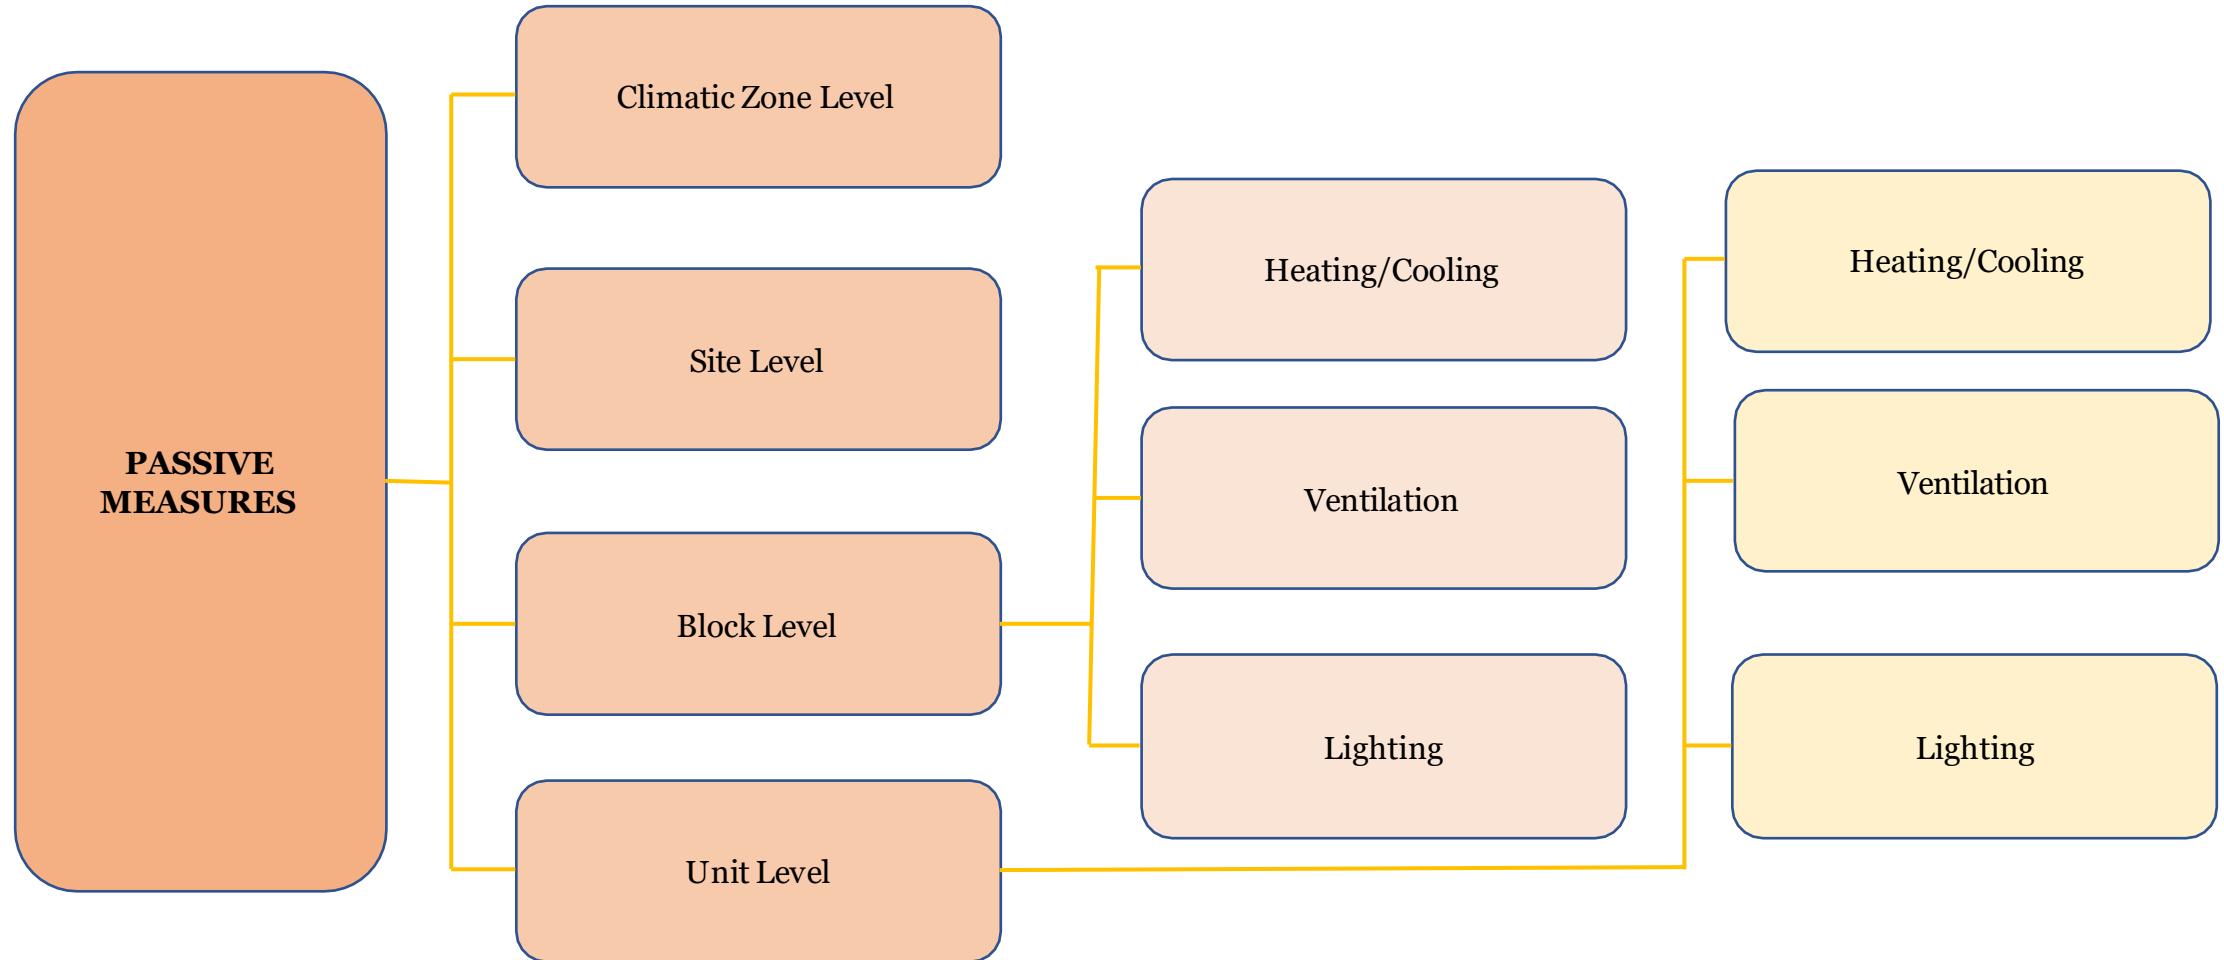 PASSIVE
MEASURES
Climatic Zone Level
Site Level
Block Level
Unit Level
Heating/Cooling
Ventilation
Lighting
Heating/Cooling
Ventilation
Lighting